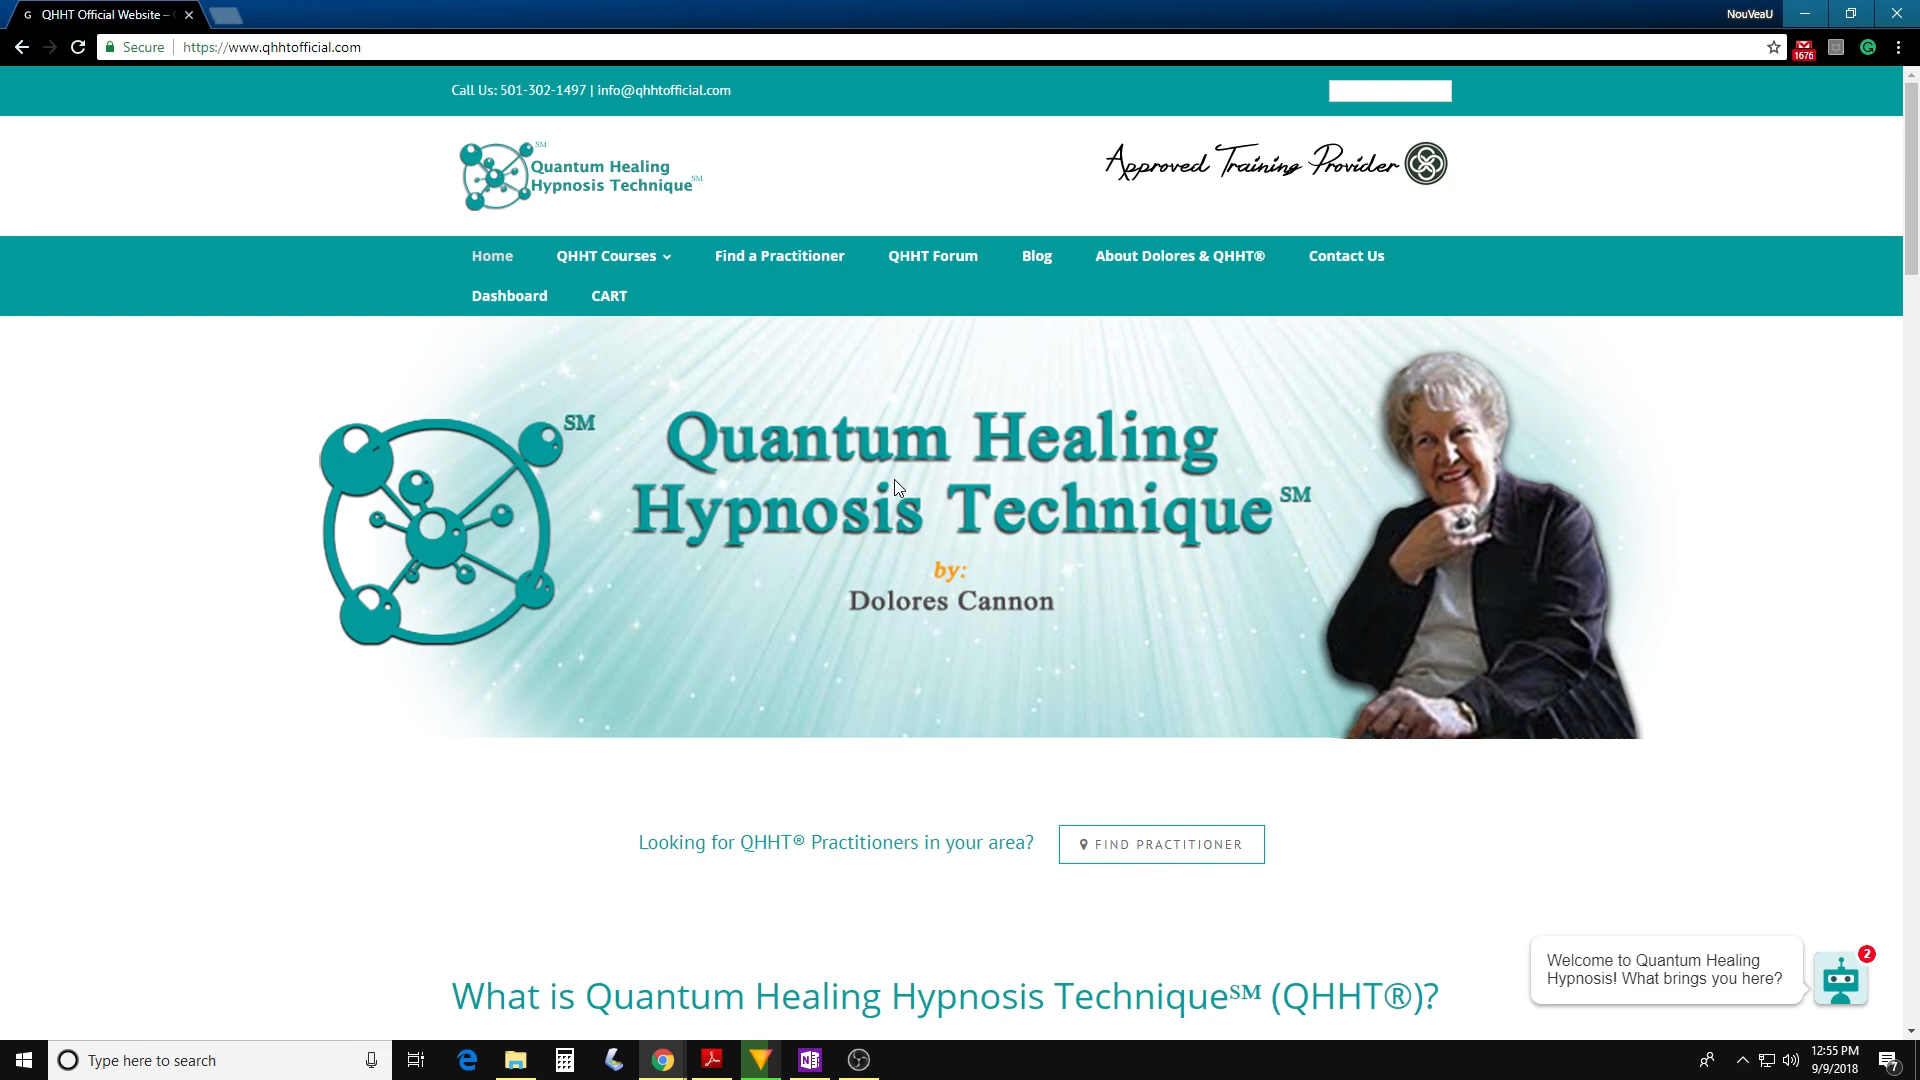 QHHT Official Website –
NouVeaU
Secure
https://www.qhhtofficial.com
1676
Call Us: 501-302-1497 | info@qhhtofficial.com
SM
Quantum Healing
Hypnosis Technique SM
Approved Training Provider
Home
QHHT Courses
Find a Practitioner
QHHT Forum
Blog
About Dolores & QHHT®
Contact Us
Dashboard
CART
SM
Quantum Healing
Hypnosis Technique SM
by:
Dolores Cannon
Looking for QHHT® Practitioners in your area?
FIND PRACTITIONER
What is Quantum Healing Hypnosis Technique℠ (QHHT®)?
2
Welcome to Quantum Healing
Hypnosis! What brings you here?
Type here to search
12:55 PM
9/9/2018
7